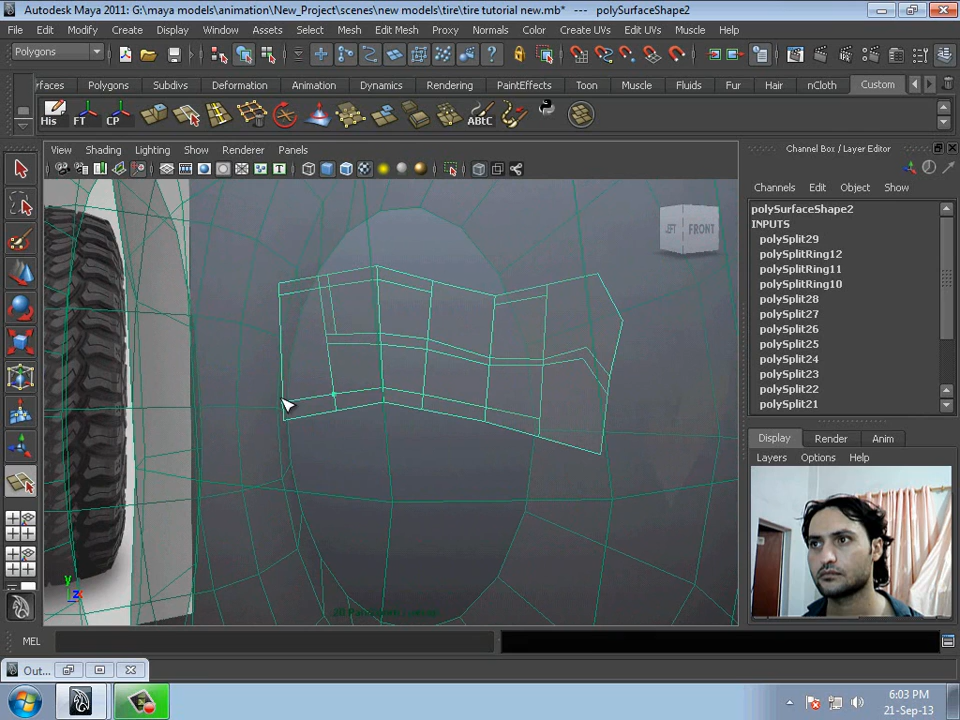 Autodesk Maya 2011: G:\maya models\animation\New_Project\scenes\new models\tire\tire tutorial new.mb* -- polySurfaceShape2
File Edit Modify Create Display Window Assets Select Mesh Edit Mesh Proxy Normals Color Create UVs Edit UVs Muscle Help
Polygons
rfaces Polygons Subdivs Deformation Animation Dynamics Rendering PaintEffects Toon Muscle Fluids Fur Hair nCloth Custom
His FT CP ABtC
View Shading Lighting Show Renderer Panels
Channel Box / Layer Editor
Channels Edit Object Show
polySurfaceShape2
INPUTS
polySplit29
polySplitRing12
polySplitRing11
polySplitRing10
polySplit28
polySplit27
polySplit26
polySplit25
polySplit24
polySplit23
polySplit22
polySplit21
FRONT
Display Render Anim
Layers Options Help
y
z
MEL
Out...
6:03 PM
21-Sep-13